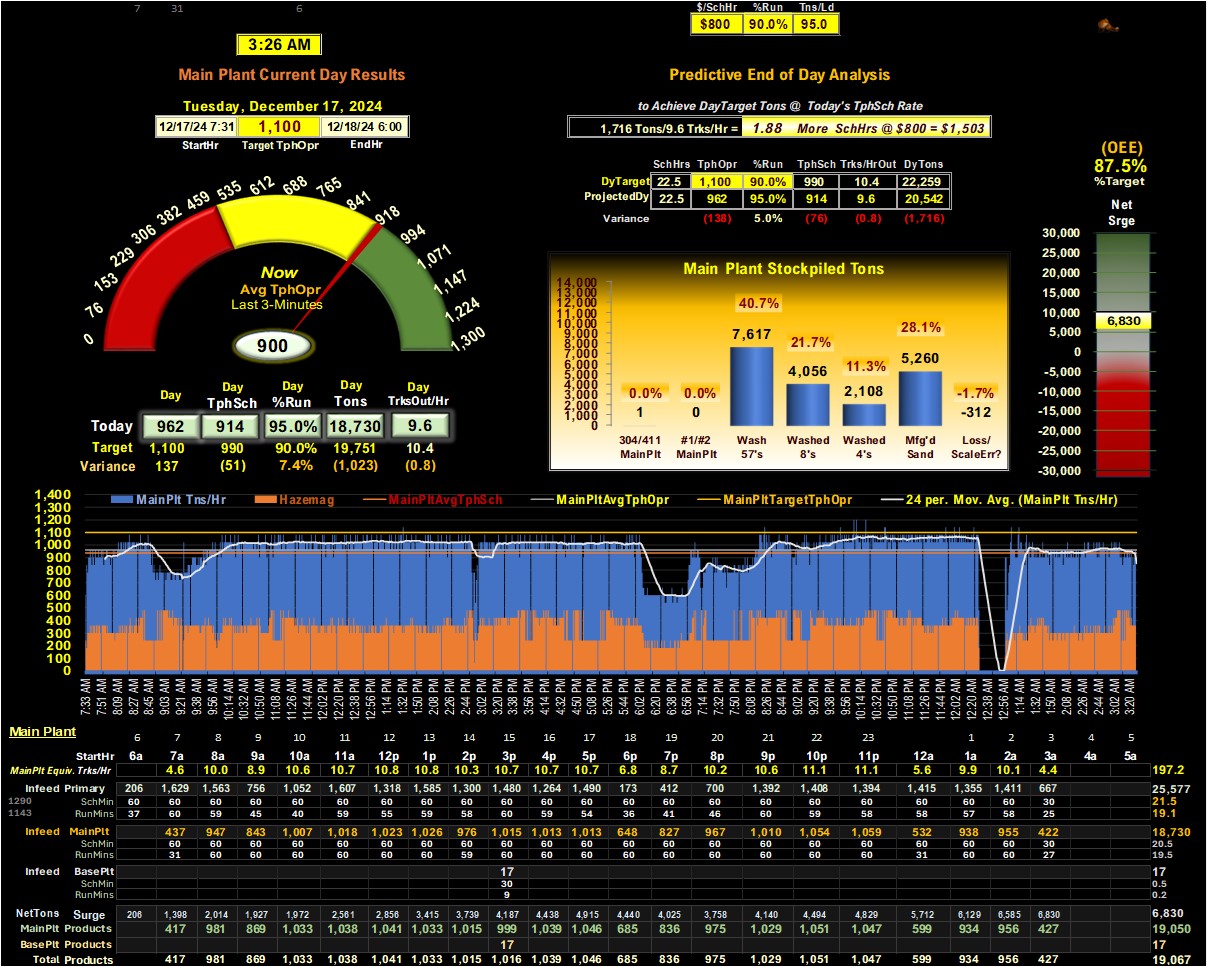 7 31 6
$/SchHr %Run Tns/Ld
$800 90.0% 95.0
3:26 AM
Main Plant Current Day Results
Predictive End of Day Analysis
Tuesday, December 17, 2024
12/17/24 7:31 1,100 12/18/24 6:00
StartHr Target TphOpr EndHr
to Achieve DayTarget Tons @ Today's TphSch Rate
1,716 Tons/9.6 Trks/Hr = 1.88 More SchHrs @ $800 = $1,503
SchHrs TphOpr %Run TphSch Trks/HrOut DyTons
DyTarget 22.5 1,100 90.0% 990 10.4 22,259
ProjectedDy 22.5 962 95.0% 914 9.6 20,542
Variance (138) 5.0% (76) (0.8) (1,716)
(OEE)
87.5%
%Target
Net
Srge
30,000
25,000
20,000
15,000
10,000
6,830
5,000
0
-5,000
-10,000
-15,000
-20,000
-25,000
-30,000
0 76 153 229 306 382 459 535 612 688 765 841 918 994 1,071 1,147 1,224 1,300
Now
Avg TphOpr
Last 3-Minutes
900
Main Plant Stockpiled Tons
14,000
13,000
12,000
11,000
10,000
9,000
8,000
7,000
6,000
5,000
4,000
3,000
2,000
1,000
0
0.0% 0.0% 40.7% 21.7% 11.3% 28.1% -1.7%
1 0 7,617 4,056 2,108 5,260 -312
304/411 #1/#2 Wash Washed Washed Mfg'd Loss/
MainPlt MainPlt 57's 8's 4's Sand ScaleErr?
Day Day Day Day Day
TphSch %Run Tons TrksOut/Hr
Today 962 914 95.0% 18,730 9.6
Target 1,100 990 90.0% 19,751 10.4
Variance 137 (51) 7.4% (1,023) (0.8)
MainPlt Tns/Hr Hazemag MainPltAvgTphSch MainPltAvgTphOpr MainPltTargetTphOpr 24 per. Mov. Avg. (MainPlt Tns/Hr)
1,400
1,300
1,200
1,100
1,000
900
800
700
600
500
400
300
200
100
0
7:33 AM 7:51 AM 8:09 AM 8:27 AM 8:45 AM 9:03 AM 9:21 AM 9:38 AM 9:56 AM 10:14 AM 10:32 AM 10:50 AM 11:08 AM 11:26 AM 11:44 AM 12:02 PM 12:20 PM 12:38 PM 12:56 PM 1:14 PM 1:32 PM 1:50 PM 2:08 PM 2:26 PM 2:44 PM 3:02 PM 3:20 PM 3:36 PM 3:54 PM 4:14 PM 4:32 PM 4:50 PM 5:08 PM 5:26 PM 5:44 PM 6:02 PM 6:20 PM 6:38 PM 6:56 PM 7:14 PM 7:32 PM 7:50 PM 8:08 PM 8:26 PM 8:44 PM 9:02 PM 9:20 PM 9:38 PM 9:56 PM 10:14 PM 10:32 PM 10:50 PM 11:08 PM 11:26 PM 11:44 PM 12:02 AM 12:20 AM 12:38 AM 12:56 AM 1:14 AM 1:32 AM 1:50 AM 2:08 AM 2:26 AM 2:44 AM 3:02 AM 3:20 AM
Main Plant
6 7 8 9 10 11 12 13 14 15 16 17 18 19 20 21 22 23 1 2 3 4 5
StartHr 6a 7a 8a 9a 10a 11a 12p 1p 2p 3p 4p 5p 6p 7p 8p 9p 10p 11p 12a 1a 2a 3a 4a 5a
MainPlt Equiv. Trks/Hr 4.6 10.0 8.9 10.6 10.7 10.8 10.8 10.3 10.7 10.7 10.7 6.8 8.7 10.2 10.6 11.1 11.1 5.6 9.9 10.1 4.4 197.2
Infeed Primary 206 1,629 1,563 756 1,052 1,607 1,318 1,585 1,300 1,480 1,264 1,490 173 412 700 1,392 1,408 1,394 1,415 1,355 1,411 667 25,577
1290 SchMin 60 60 60 60 60 60 60 60 60 60 60 60 60 60 60 60 60 60 60 60 60 30 21.5
1143 RunMins 37 60 59 45 40 59 55 59 58 60 57 54 36 41 46 60 59 58 58 57 58 25 19.1
Infeed MainPlt 437 947 843 1,007 1,018 1,023 1,026 976 1,015 1,013 1,013 648 827 967 1,010 1,054 1,059 532 938 955 422 18,730
SchMin 60 60 60 60 60 60 60 60 60 60 60 60 60 60 60 60 60 60 60 60 30 20.5
RunMins 31 60 60 60 60 60 60 59 60 60 60 60 60 60 60 60 60 31 60 60 27 19.5
Infeed BasePlt 17 17
SchMin 30 0.5
RunMins 9 0.2
NetTons Surge 206 1,398 2,014 1,927 1,972 2,561 2,856 3,415 3,739 4,187 4,438 4,915 4,440 4,025 3,758 4,140 4,494 4,829 5,712 6,129 6,585 6,830 6,830
MainPlt Products 417 981 869 1,033 1,038 1,041 1,033 1,015 999 1,039 1,046 685 836 975 1,029 1,051 1,047 599 934 956 427 19,050
BasePlt Products 17 17
Total Products 417 981 869 1,033 1,038 1,041 1,033 1,015 1,016 1,039 1,046 685 836 975 1,029 1,051 1,047 599 934 956 427 19,067